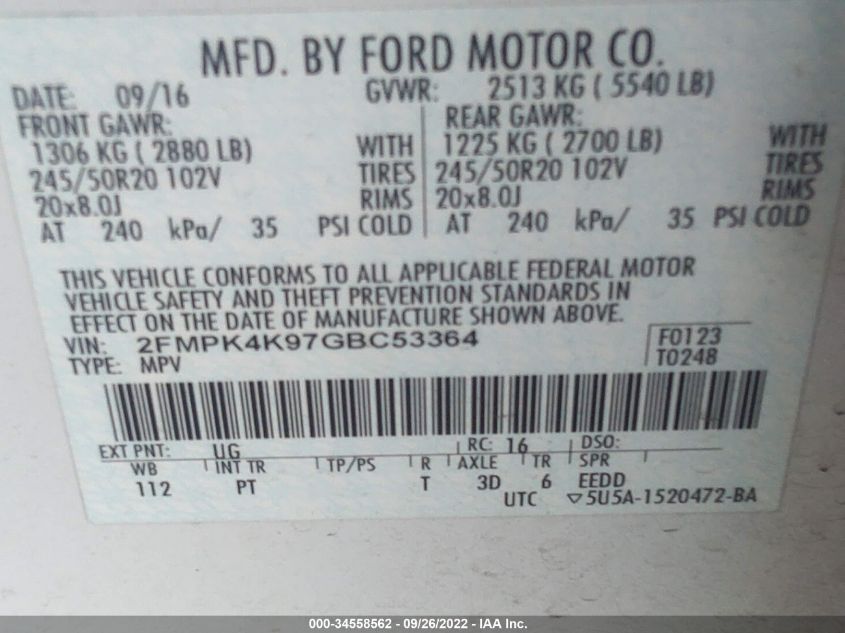 MFD. BY FORD MOTOR CO.
DATE: 09/16 GVWR: 2513 KG ( 5540 LB)
FRONT GAWR: REAR GAWR:
1306 KG ( 2880 LB) WITH 1225 KG ( 2700 LB) WITH
245/50R20 102V TIRES 245/50R20 102V TIRES
20x8.0J RIMS 20x8.0J RIMS
AT 240 kPa/ 35 PSI COLD AT 240 kPa/ 35 PSI COLD
THIS VEHICLE CONFORMS TO ALL APPLICABLE FEDERAL MOTOR
VEHICLE SAFETY AND THEFT PREVENTION STANDARDS IN
EFFECT ON THE DATE OF MANUFACTURE SHOWN ABOVE.
VIN: 2FMPK4K97GBC53364 F0123
TYPE: MPV T0248
EXT PNT: UG RC: 16 DSO:
WB INT TR TP/PS R AXLE TR SPR
112 PT T 3D 6 EEDD
UTC ▽5U5A-1520472-BA
000-34558562 - 09/26/2022 - IAA Inc.